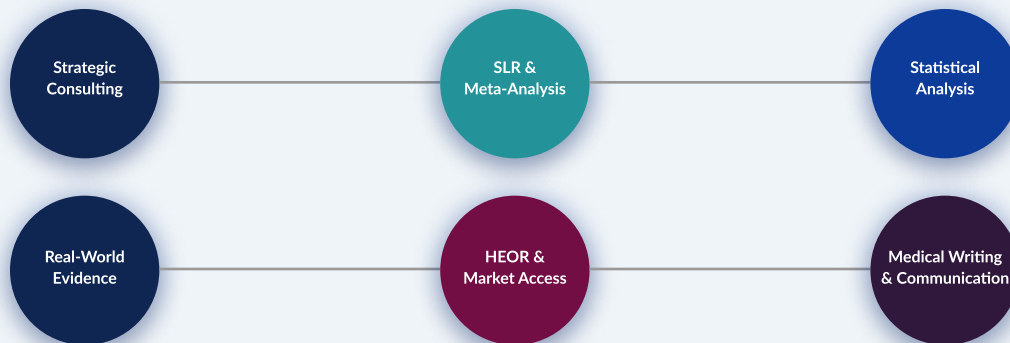 Strategic
Consulting
SLR &
Meta-Analysis
Statistical
Analysis
Real-World
Evidence
HEOR &
Market Access
Medical Writing
& Communication